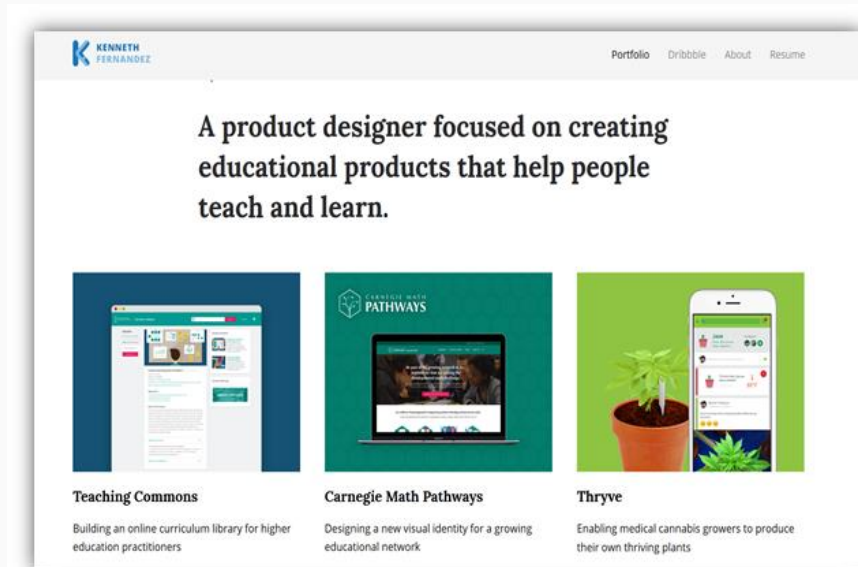 KENNETH
FERNANDEZ
Portfolio Dribbble About Resume
A product designer focused on creating
educational products that help people
teach and learn.
CARNEGIE MATH
PATHWAYS
Teaching Commons
Building an online curriculum library for higher
education practitioners
Carnegie Math Pathways
Designing a new visual identity for a growing
educational network
Thryve
Enabling medical cannabis growers to produce
their own thriving plants